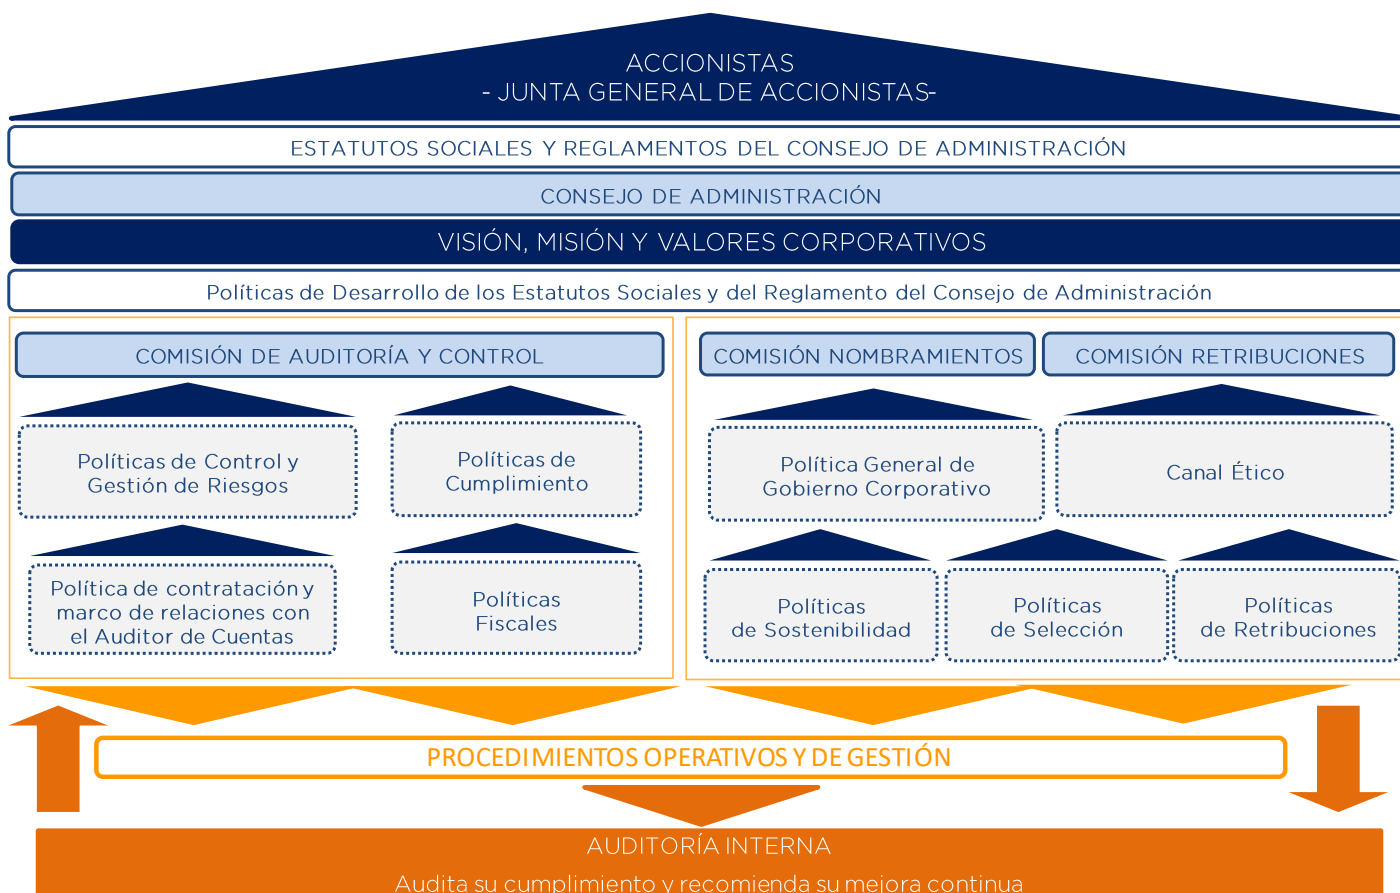 ACCIONISTAS
- JUNTA GENERAL DE ACCIONISTAS-
ESTATUTOS SOCIALES Y REGLAMENTOS DEL CONSEJO DE ADMINISTRACIÓN
CONSEJO DE ADMINISTRACIÓN
VISIÓN, MISIÓN Y VALORES CORPORATIVOS
Políticas de Desarrollo de los Estatutos Sociales y del Reglamento del Consejo de Administración
COMISIÓN DE AUDITORÍA Y CONTROL
Políticas de Control y
Gestión de Riesgos
Políticas de
Cumplimiento
Política de contratación y
marco de relaciones con
el Auditor de Cuentas
Políticas
Fiscales
COMISIÓN NOMBRAMIENTOS
COMISIÓN RETRIBUCIONES
Política General de
Gobierno Corporativo
Canal Ético
Políticas
de Sostenibilidad
Políticas
de Selección
Políticas
de Retribuciones
PROCEDIMIENTOS OPERATIVOS Y DE GESTIÓN
AUDITORÍA INTERNA
Audita su cumplimiento y recomienda su mejora continua